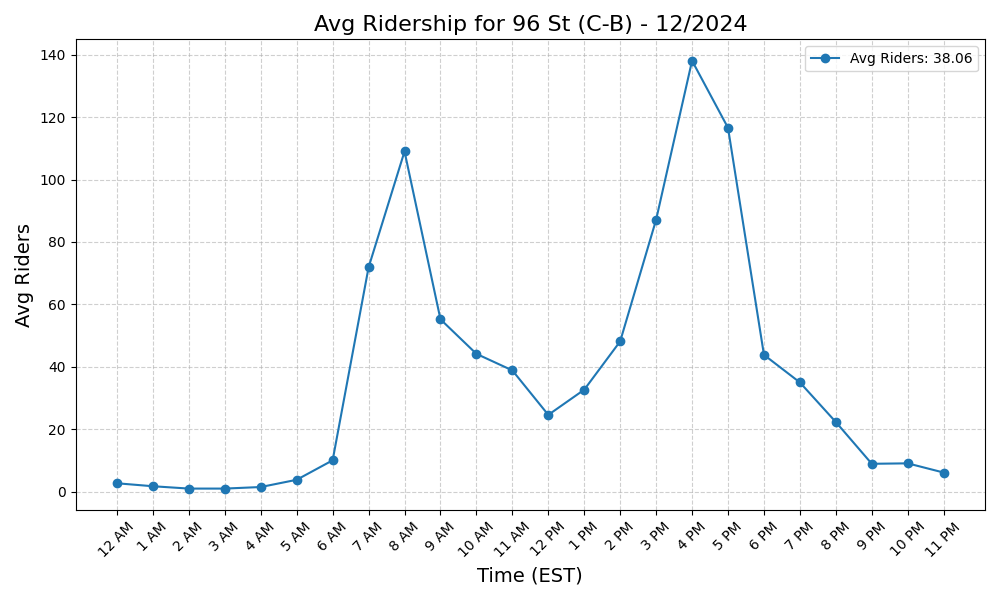 Avg Ridership for 96 St (C-B) - 12/2024
Avg Riders: 38.06
Avg Riders
140
120
100
80
60
40
20
0
12 AM
1 AM
2 AM
3 AM
4 AM
5 AM
6 AM
7 AM
8 AM
9 AM
10 AM
11 AM
12 PM
1 PM
2 PM
3 PM
4 PM
5 PM
6 PM
7 PM
8 PM
9 PM
10 PM
11 PM
Time (EST)